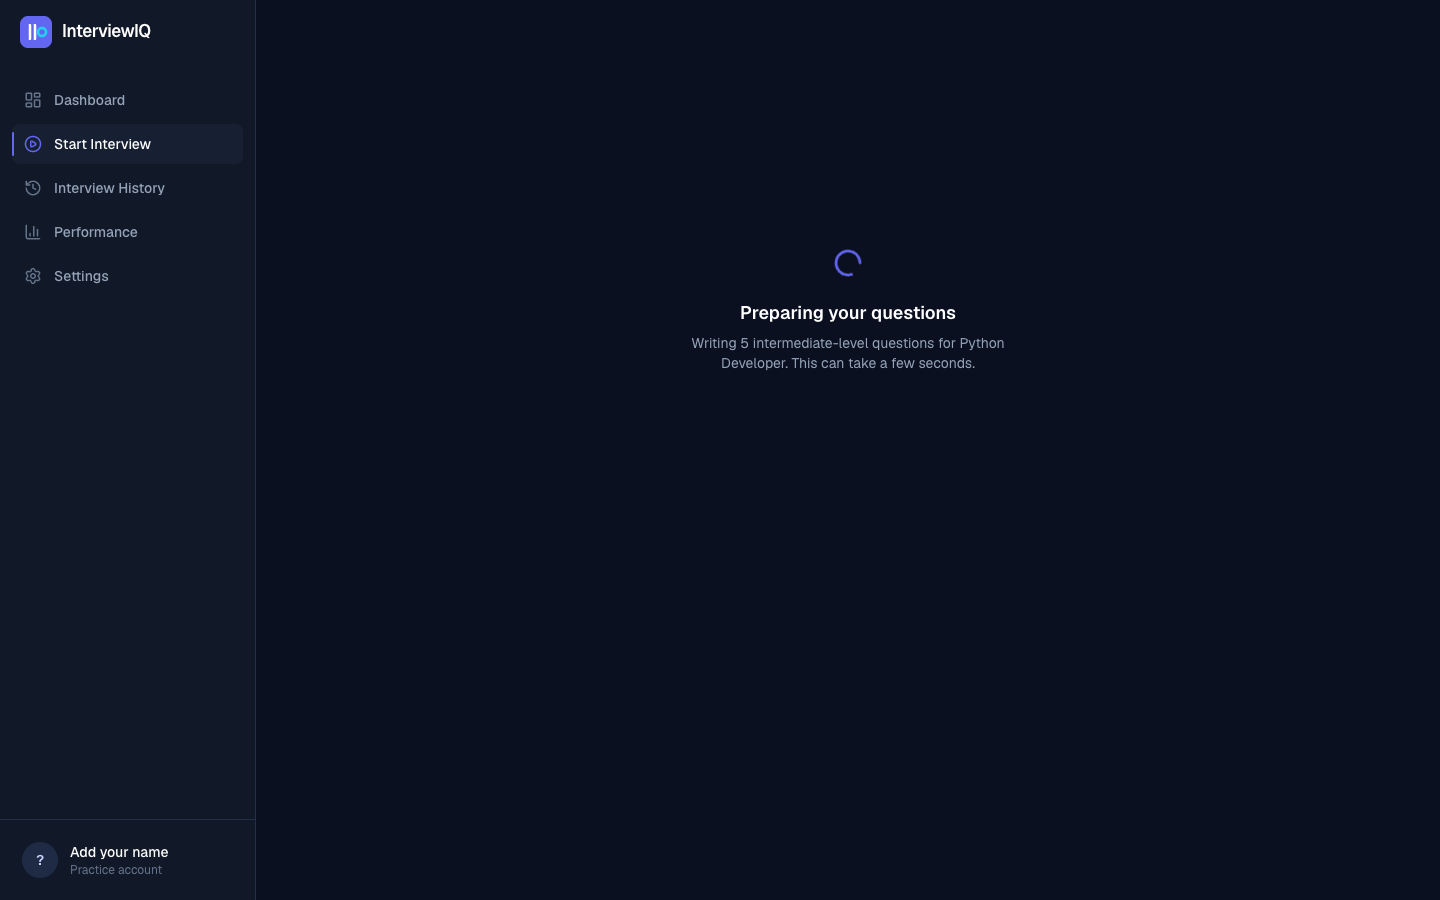 InterviewIQ
Dashboard
Start Interview
Interview History
Performance
Settings
Preparing your questions
Writing 5 intermediate-level questions for Python
Developer. This can take a few seconds.
?
Add your name
Practice account